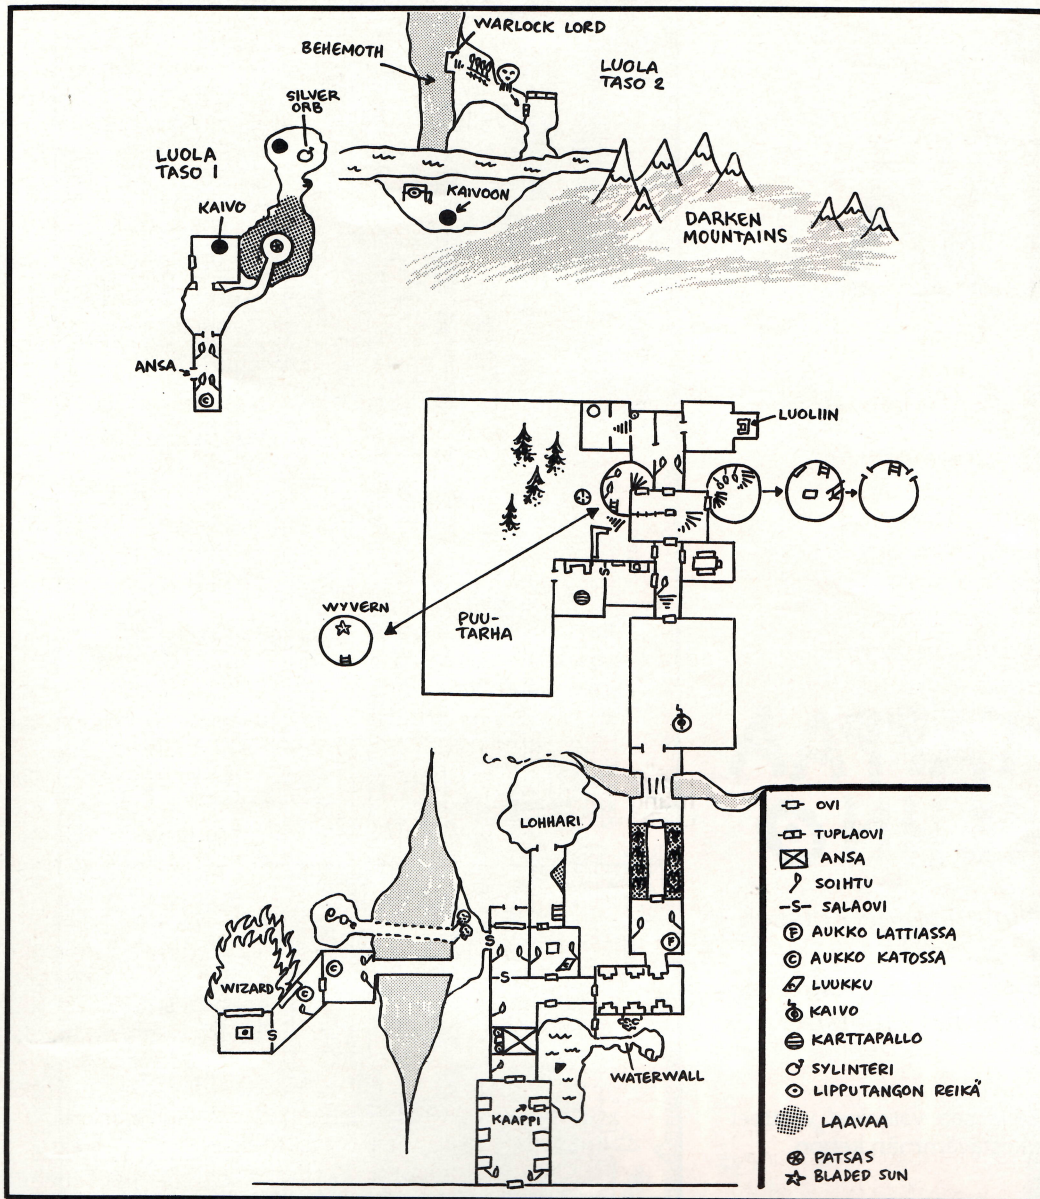 WARLOCK LORD
BEHEMOTH
LUOLA
TASO 2
SILVER
ORB
LUOLA
TASO 1
KAIVO
KAIVOON
DARKEN
MOUNTAINS
ANSA
C
LUOLIIN
WYVERN
PUU-
TARHA
S
LOHHARI
S
F
C
WIZARD
C
S
S
WATERWALL
KAAPPI
OVI
TUPLAOVI
ANSA
SOIHTU
-S- SALAOVI
F AUKKO LATTIASSA
C AUKKO KATOSSA
LUUKKU
KAIVO
KARTTAPALLO
SYLINTERI
LIPPUTANGON REIKÄ
LAAVAA
PATSAS
BLADED SUN